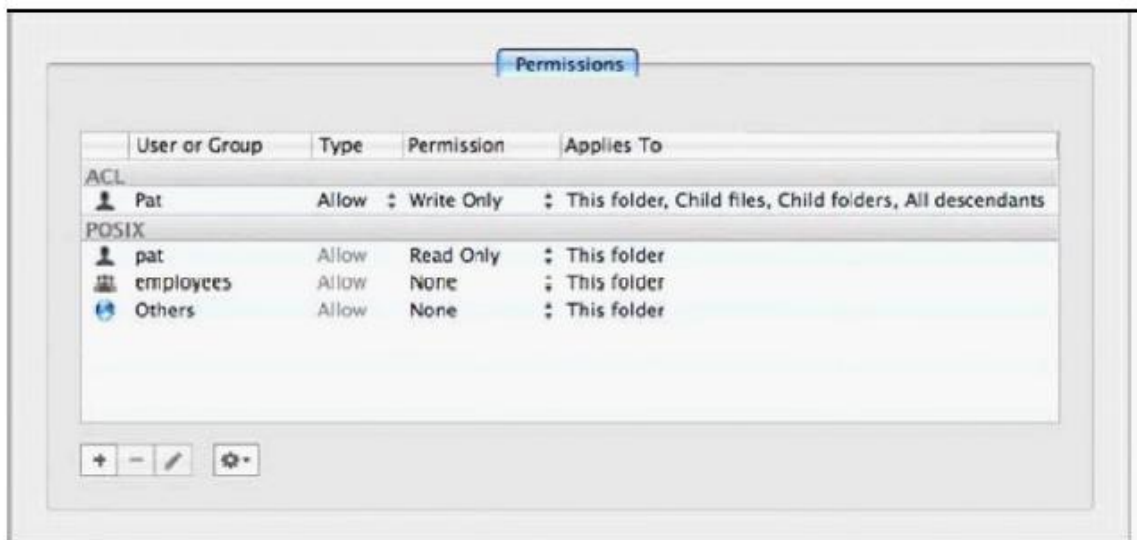 Permissions
User or Group Type Permission Applies To
ACL
Pat Allow Write Only This folder, Child files, Child folders, All descendants
POSIX
pat Allow Read Only This folder
employees Allow None This folder
Others Allow None This folder